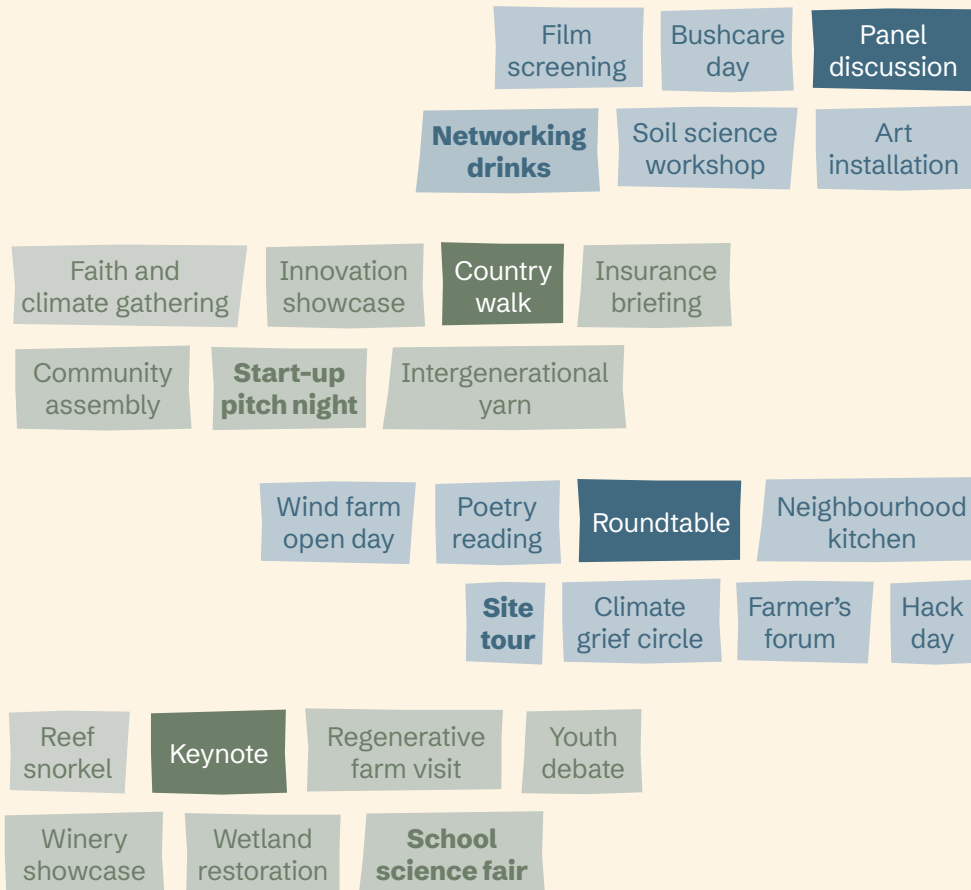 Film
screening
Bushcare
day
Panel
discussion
Networking
drinks
Soil science
workshop
Art
installation
Faith and
climate gathering
Innovation
showcase
Country
walk
Insurance
briefing
Community
assembly
Start-up
pitch night
Intergenerational
yarn
Wind farm
open day
Poetry
reading
Roundtable
Neighbourhood
kitchen
Site
tour
Climate
grief circle
Farmer’s
forum
Hack
day
Reef
snorkel
Keynote
Regenerative
farm visit
Youth
debate
Winery
showcase
Wetland
restoration
School
science fair